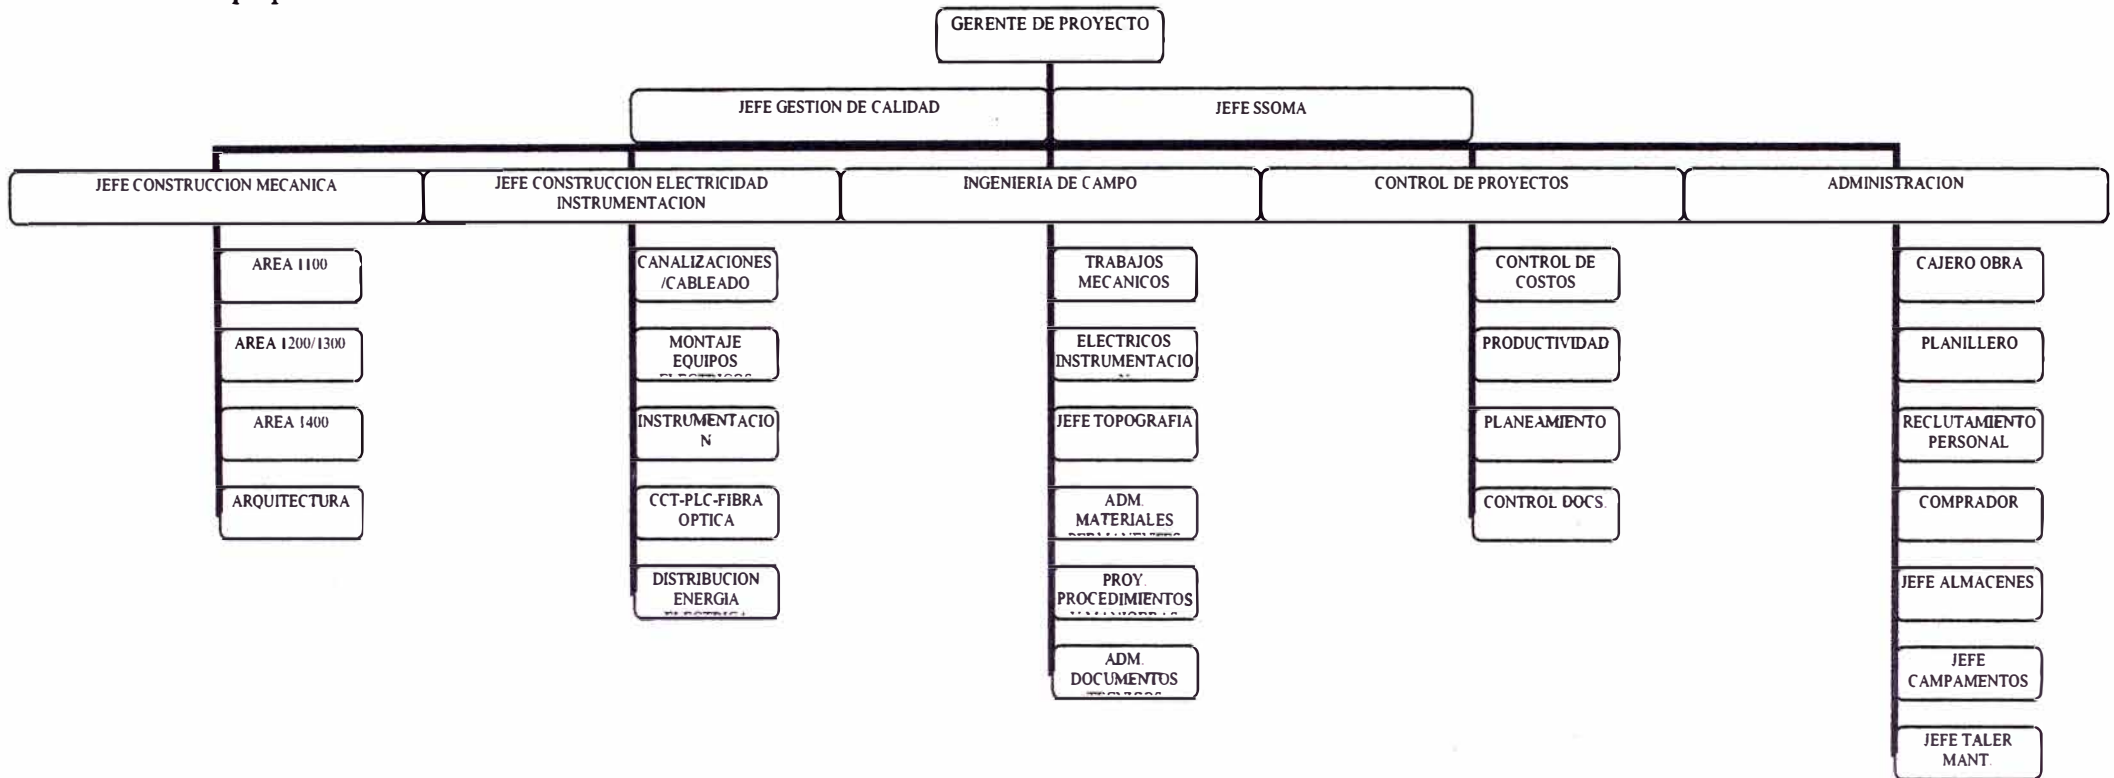 GERENTE DE PROYECTO
JEFE GESTION DE CALIDAD
JEFE SSOMA
JEFE CONSTRUCCION MECANICA
JEFE CONSTRUCCION ELECTRICIDAD
INSTRUMENTACION
INGENIERIA DE CAMPO
CONTROL DE PROYECTOS
ADMINISTRACION
AREA 1100
AREA 1200/1300
AREA 1400
ARQUITECTURA
CANALIZACIONES
/CABLEADO
MONTAJE
EQUIPOS
INSTRUMENTACIO
N
CCT-PLC-FIBRA
OPTICA
DISTRIBUCION
ENERGIA
TRABAJOS
MECANICOS
ELECTRICOS
INSTRUMENTACIO
JEFE TOPOGRAFIA
ADM.
MATERIALES
PROY.
PROCEDIMIENTOS
ADM.
DOCUMENTOS
CONTROL DE
COSTOS
PRODUCTIVIDAD
PLANEAMIENTO
CONTROL DOCS.
CAJERO OBRA
PLANILLERO
RECLUTAMIENTO
PERSONAL
COMPRADOR
JEFE ALMACENES
JEFE
CAMPAMENTOS
JEFE TALER
MANT.